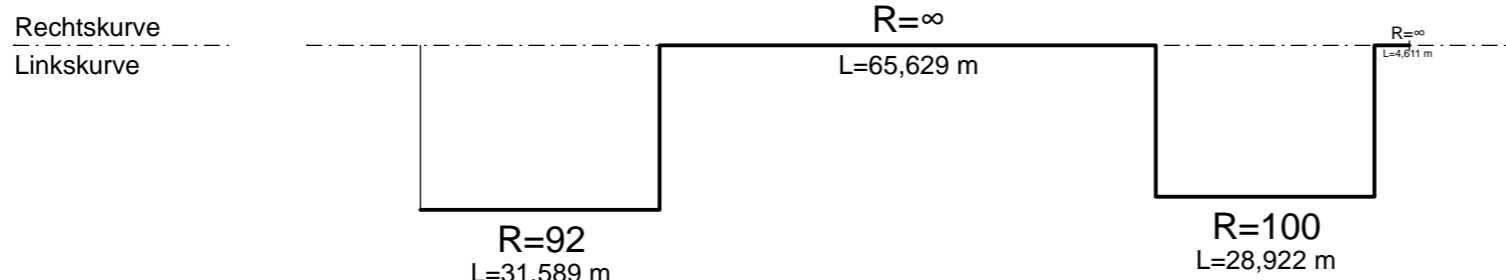 Rechtskurve
Linkskurve
R=92
L=31,589 m
R=∞
L=65,629 m
R=100
L=28,922 m
R=∞
L=4,611 m